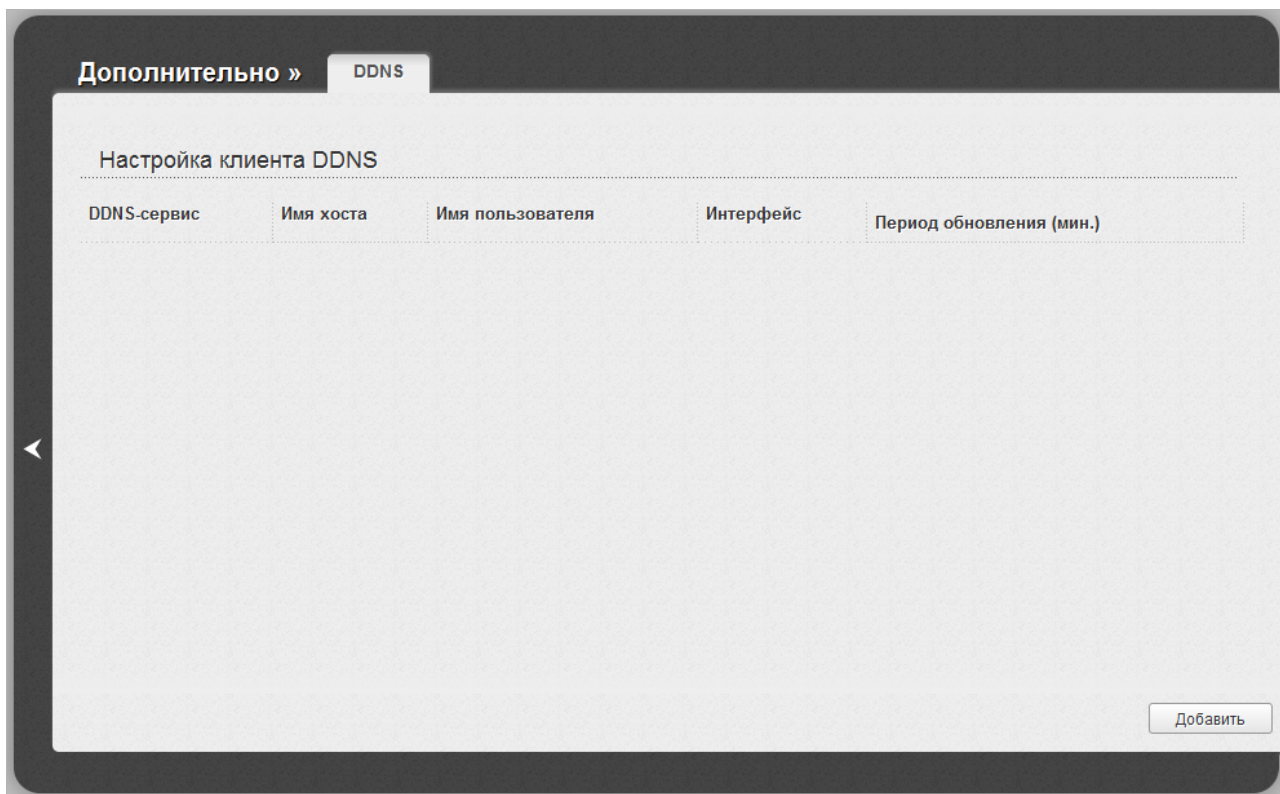 Дополнительно »
DDNS
Настройка клиента DDNS
DDNS-сервис Имя хоста Имя пользователя Интерфейс Период обновления (мин.)
Добавить